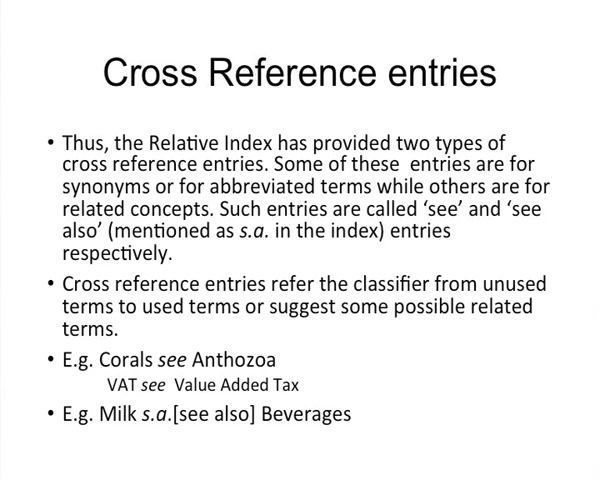 Cross Reference entries
• Thus, the Relative Index has provided two types of
cross reference entries. Some of these  entries are for
synonyms or for abbreviated terms while others are for
related concepts. Such entries are called ‘see’ and ‘see
also’ (mentioned as s.a. in the index) entries
respectively.
• Cross reference entries refer the classifier from unused
terms to used terms or suggest some possible related
terms.
• E.g. Corals see Anthozoa
VAT see  Value Added Tax
• E.g. Milk s.a.[see also] Beverages